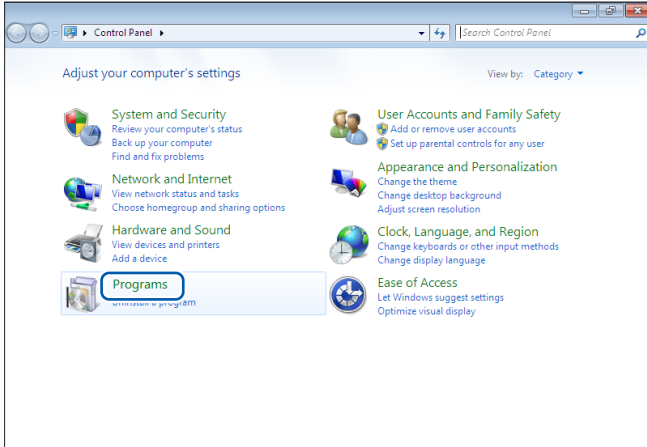 Control Panel
Search Control Panel
Adjust your computer's settings
View by: Category
System and Security
Review your computer's status
Back up your computer
Find and fix problems
Network and Internet
View network status and tasks
Choose homegroup and sharing options
Hardware and Sound
View devices and printers
Add a device
Programs
Uninstall a program
User Accounts and Family Safety
Add or remove user accounts
Set up parental controls for any user
Appearance and Personalization
Change the theme
Change desktop background
Adjust screen resolution
Clock, Language, and Region
Change keyboards or other input methods
Change display language
Ease of Access
Let Windows suggest settings
Optimize visual display